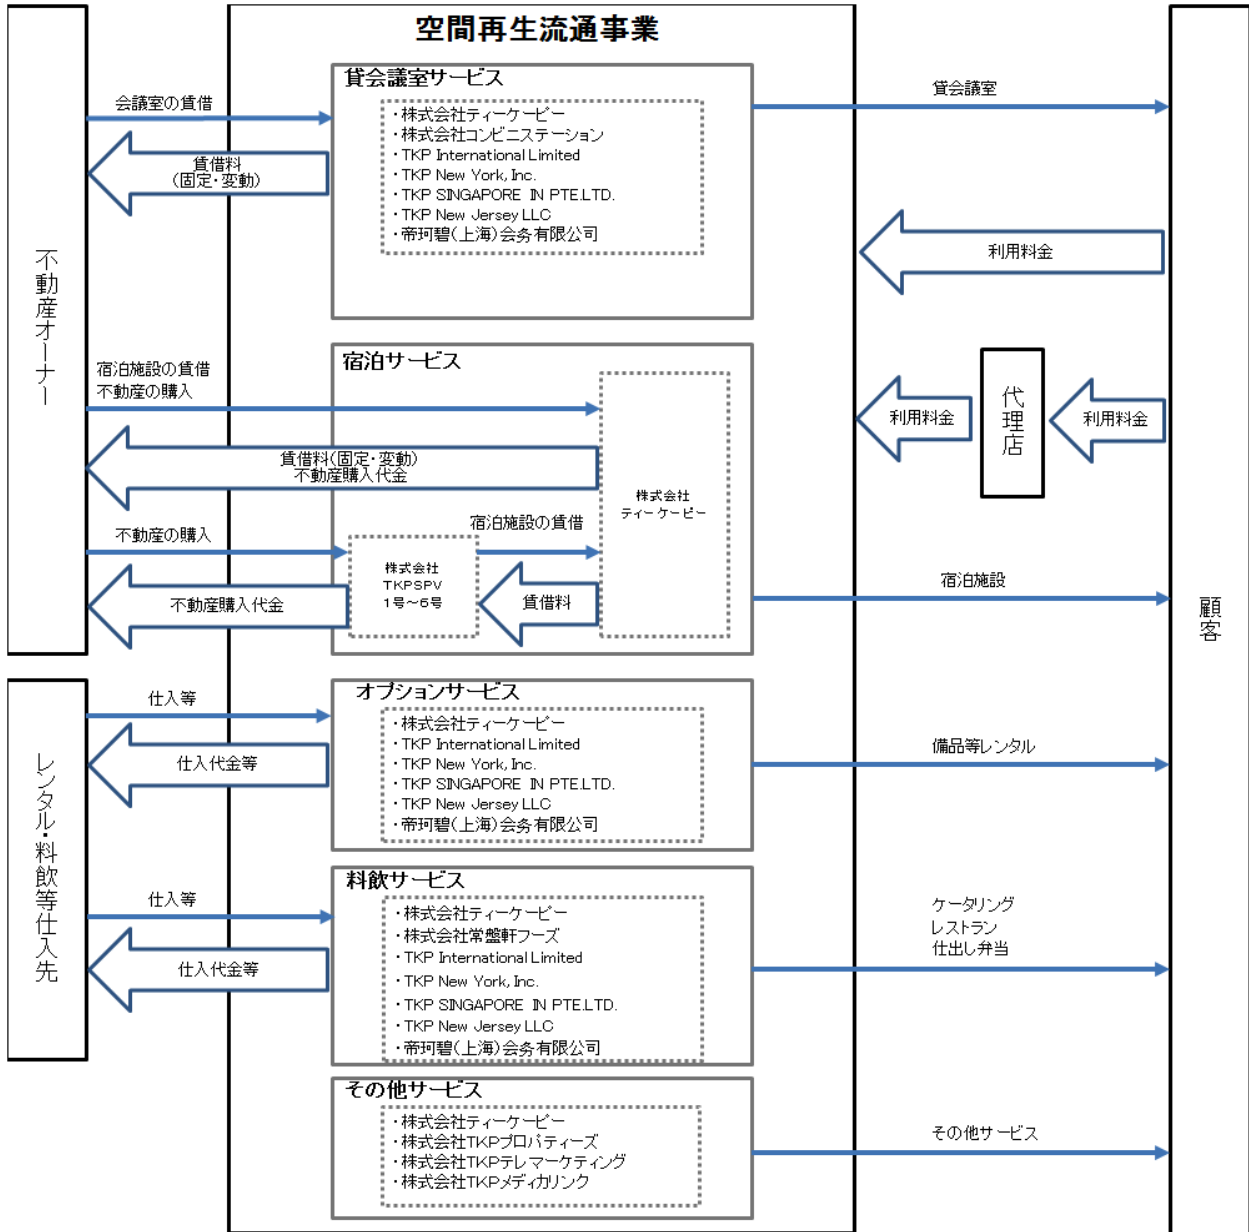 空間再生流通事業
不動産オーナー
会議室の賃借
賃借料
(固定・変動)
貸会議室サービス
・株式会社ティーケーピー
・株式会社コンビニステーション
・TKP International Limited
・TKP New York, Inc.
・TKP SINGAPORE IN PTE.LTD.
・TKP New Jersey LLC
・帝珂碧(上海)会务有限公司
貸会議室
利用料金
宿泊施設の賃借
不動産の購入
賃借料(固定・変動)
不動産購入代金
不動産の購入
不動産購入代金
宿泊サービス
株式会社
ティーケーピー
宿泊施設の賃借
賃借料
株式会社
TKPSPV
1号～6号
利用料金
代理店
利用料金
宿泊施設
顧客
レンタル・料飲等仕入先
仕入等
仕入代金等
オプションサービス
・株式会社ティーケーピー
・TKP International Limited
・TKP New York, Inc.
・TKP SINGAPORE IN PTE.LTD.
・TKP New Jersey LLC
・帝珂碧(上海)会务有限公司
備品等レンタル
仕入等
仕入代金等
料飲サービス
・株式会社ティーケーピー
・株式会社常盤軒フーズ
・TKP International Limited
・TKP New York, Inc.
・TKP SINGAPORE IN PTE.LTD.
・TKP New Jersey LLC
・帝珂碧(上海)会务有限公司
ケータリング
レストラン
仕出し弁当
その他サービス
・株式会社ティーケーピー
・株式会社TKPプロパティーズ
・株式会社TKPテレマーケティング
・株式会社TKPメディカリンク
その他サービス